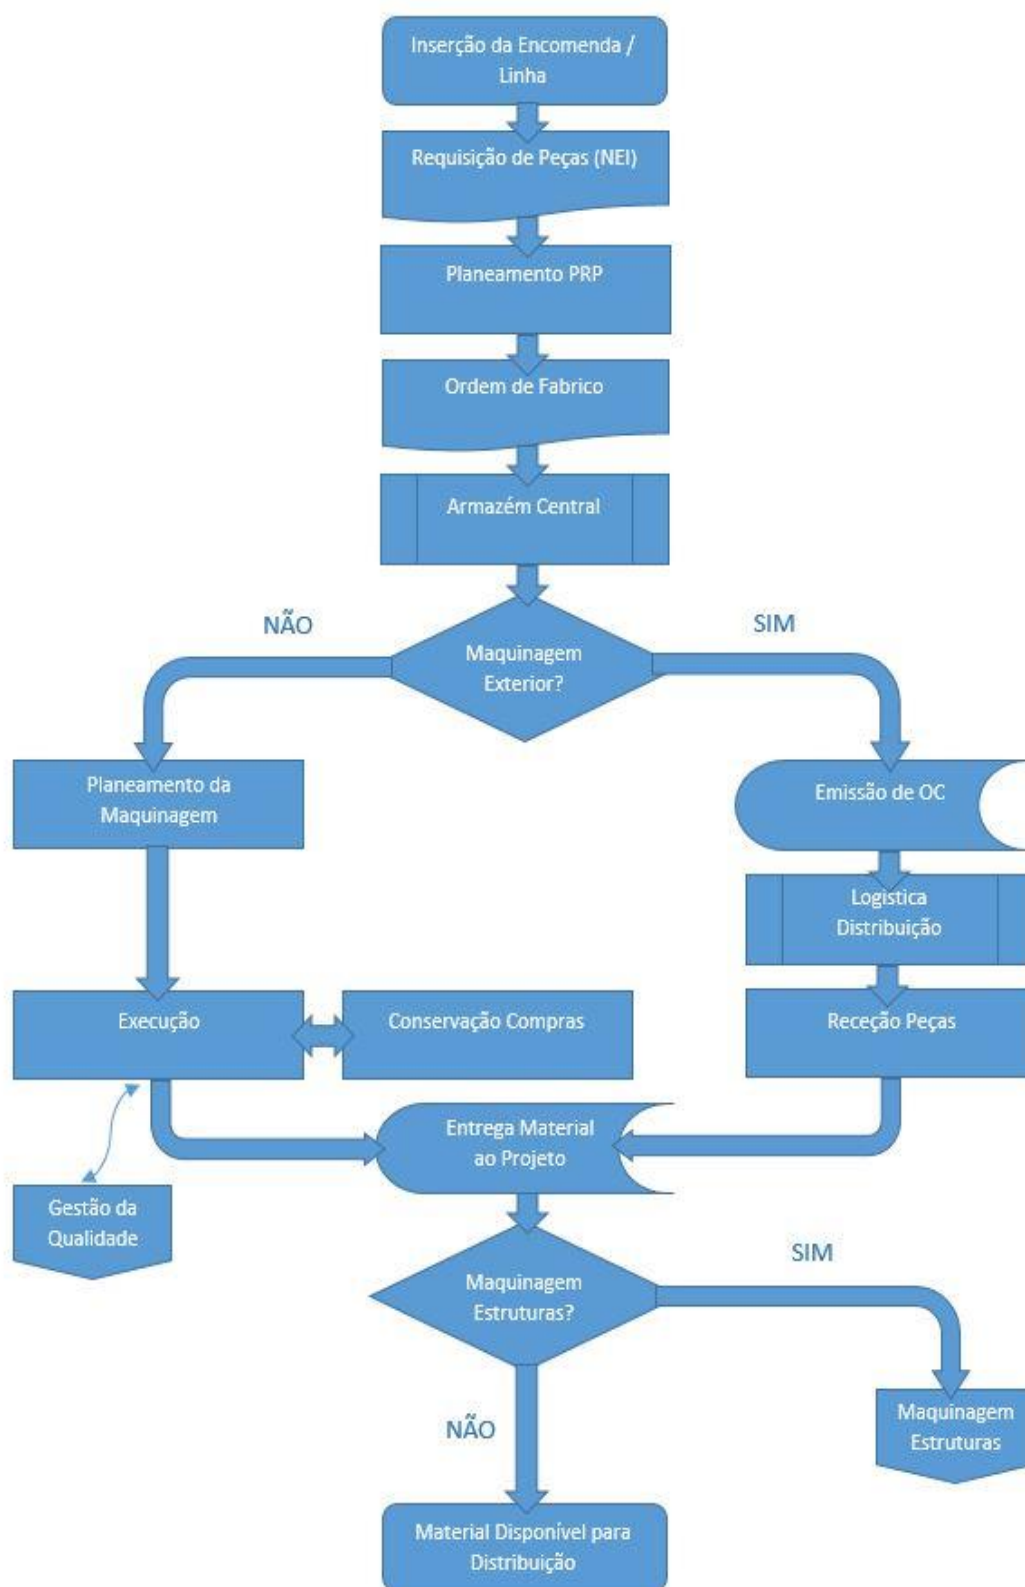 Inserção da Encomenda /
Linha
Requisição de Peças (NEI)
Planeamento PRP
Ordem de Fabrico
Armazém Central
NÃO
SIM
Maquinagem
Exterior?
Planeamento da
Maquinagem
Emissão de OC
Logistica
Distribuição
Execução
Conservação Compras
Receção Peças
Entrega Material
ao Projeto
Gestão da
Qualidade
Maquinagem
Estruturas?
SIM
Maquinagem
Estruturas
NÃO
Material Disponível para
Distribuição